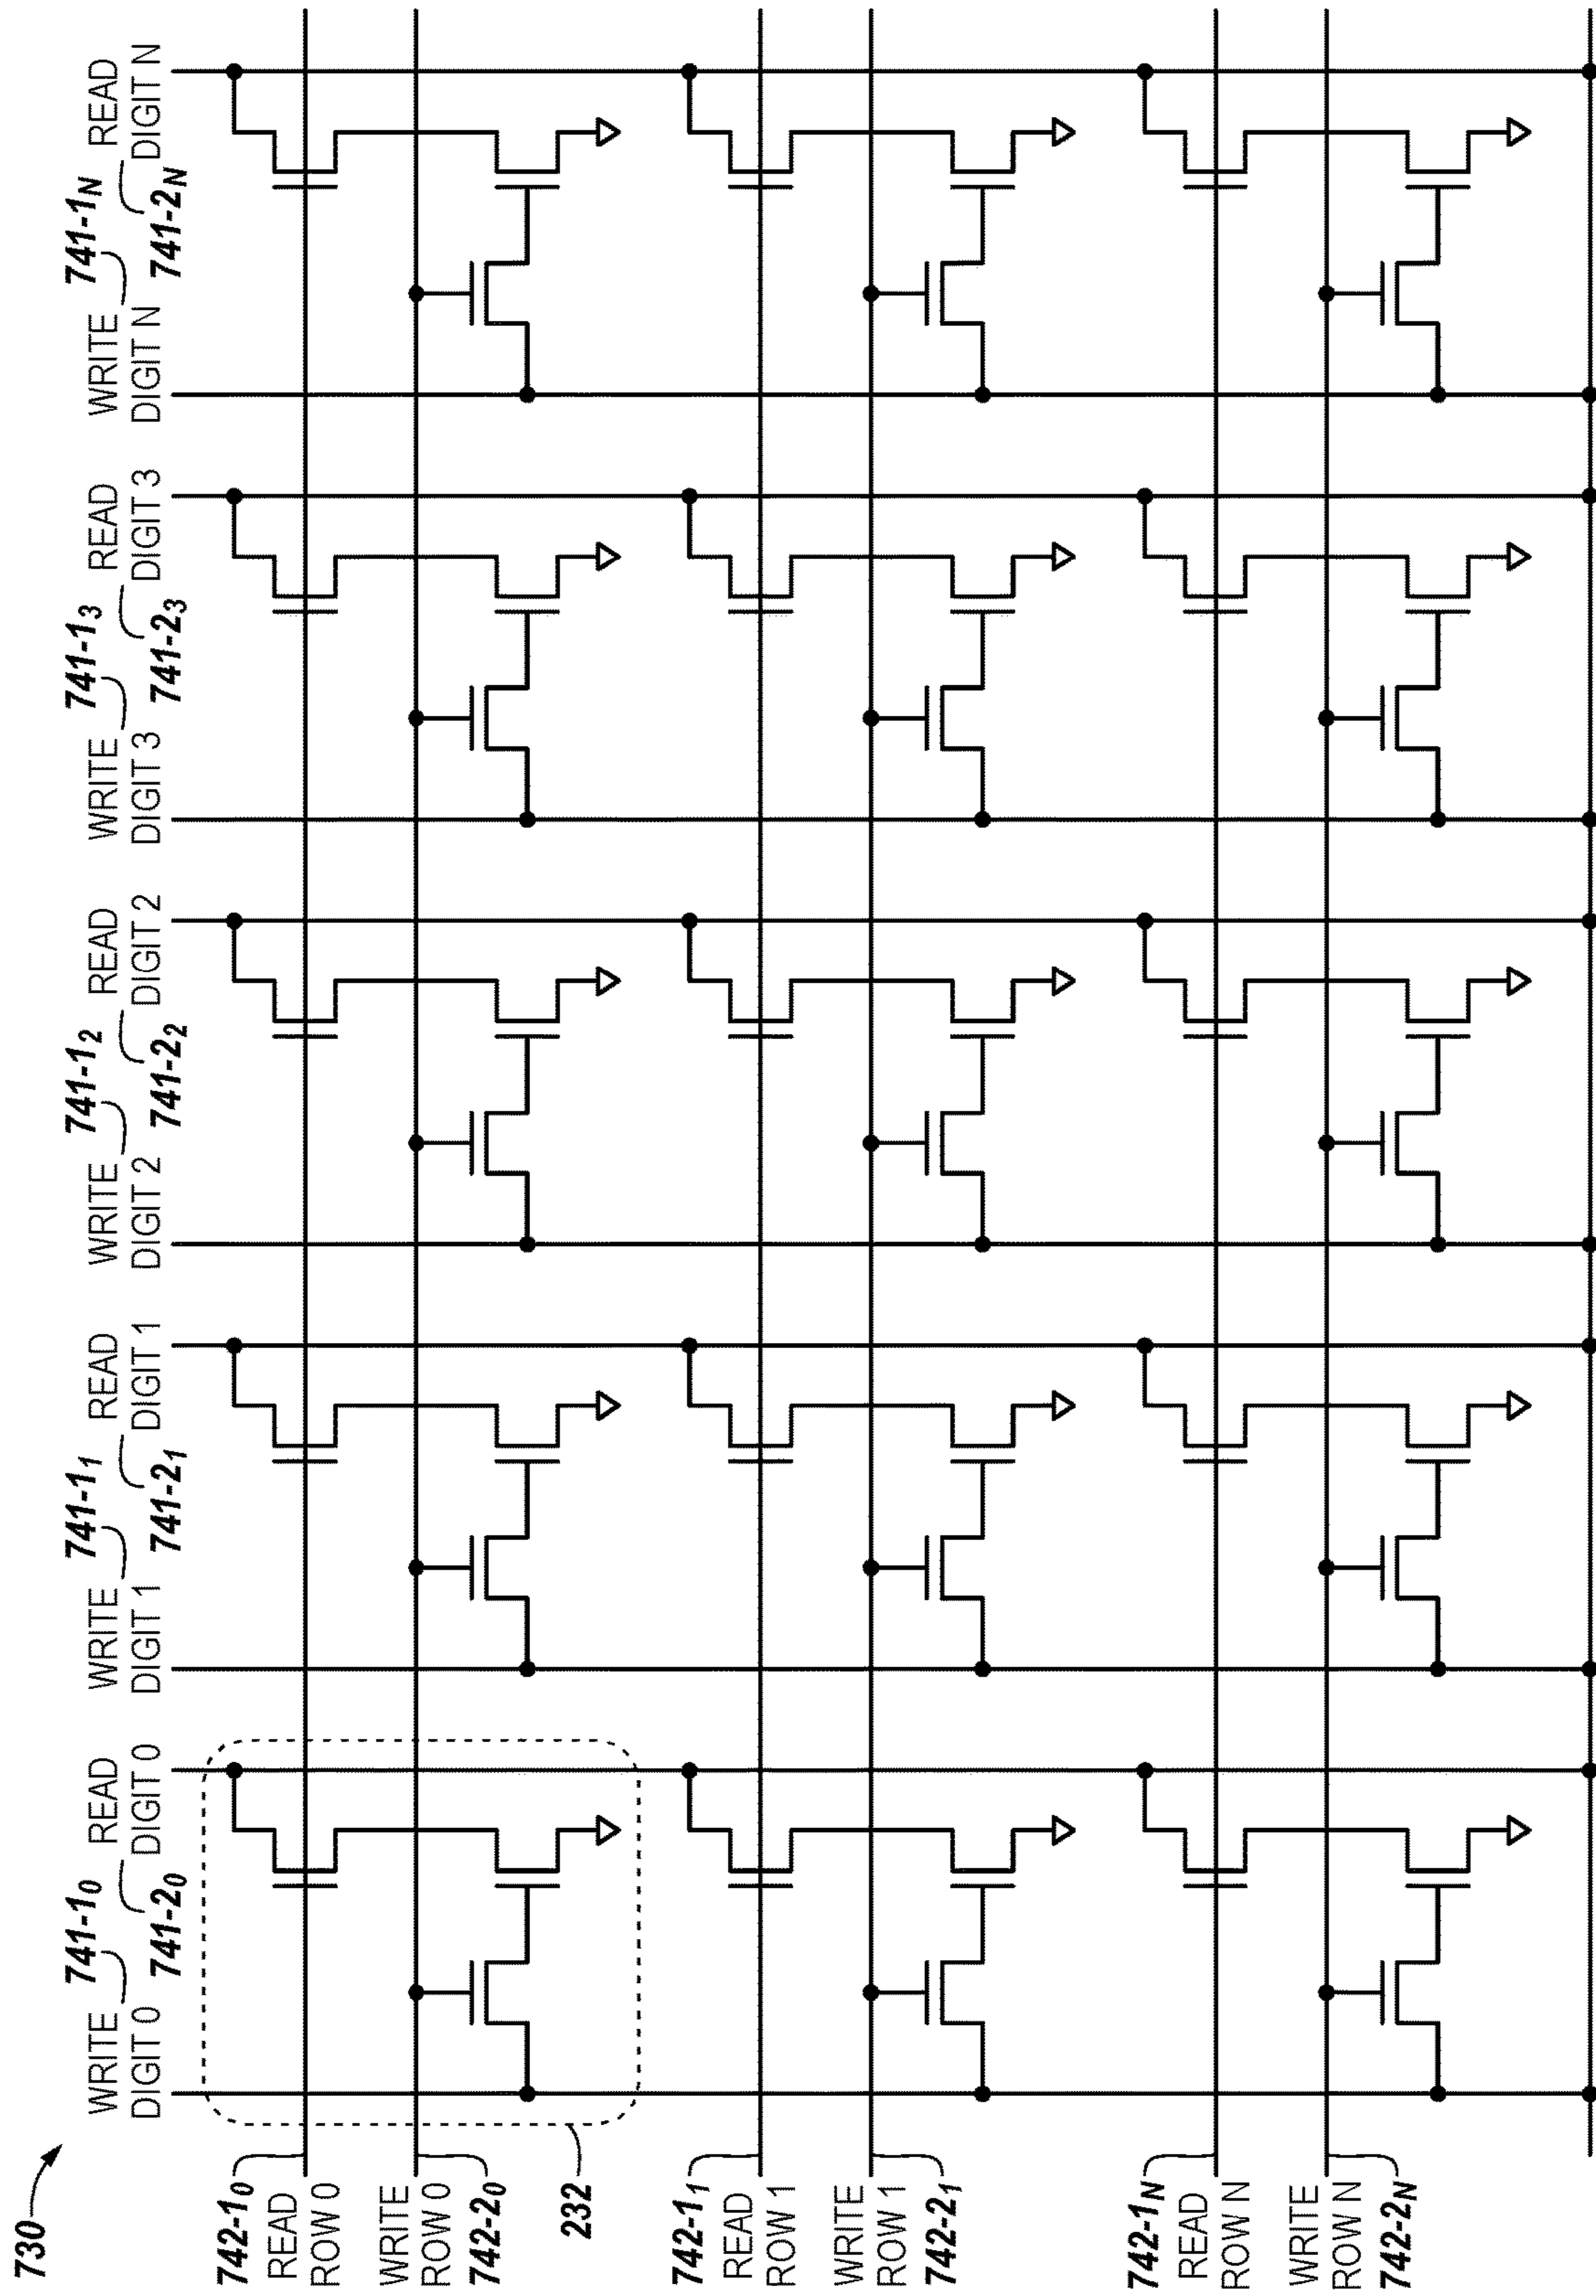 730
WRITE 741-1₀ READ
DIGIT 0 DIGIT 0
741-2₀
WRITE 741-1₁ READ
DIGIT 1 DIGIT 1
741-2₁
WRITE 741-1₂ READ
DIGIT 2 DIGIT 2
741-2₂
WRITE 741-1₃ READ
DIGIT 3 DIGIT 3
741-2₃
WRITE 741-1N READ
DIGIT N DIGIT N
741-2N
742-1₀
READ
ROW 0
WRITE
ROW 0
742-2₀
232
742-1₁
READ
ROW 1
WRITE
ROW 1
742-2₁
742-1N
READ
ROW N
WRITE
ROW N
742-2N